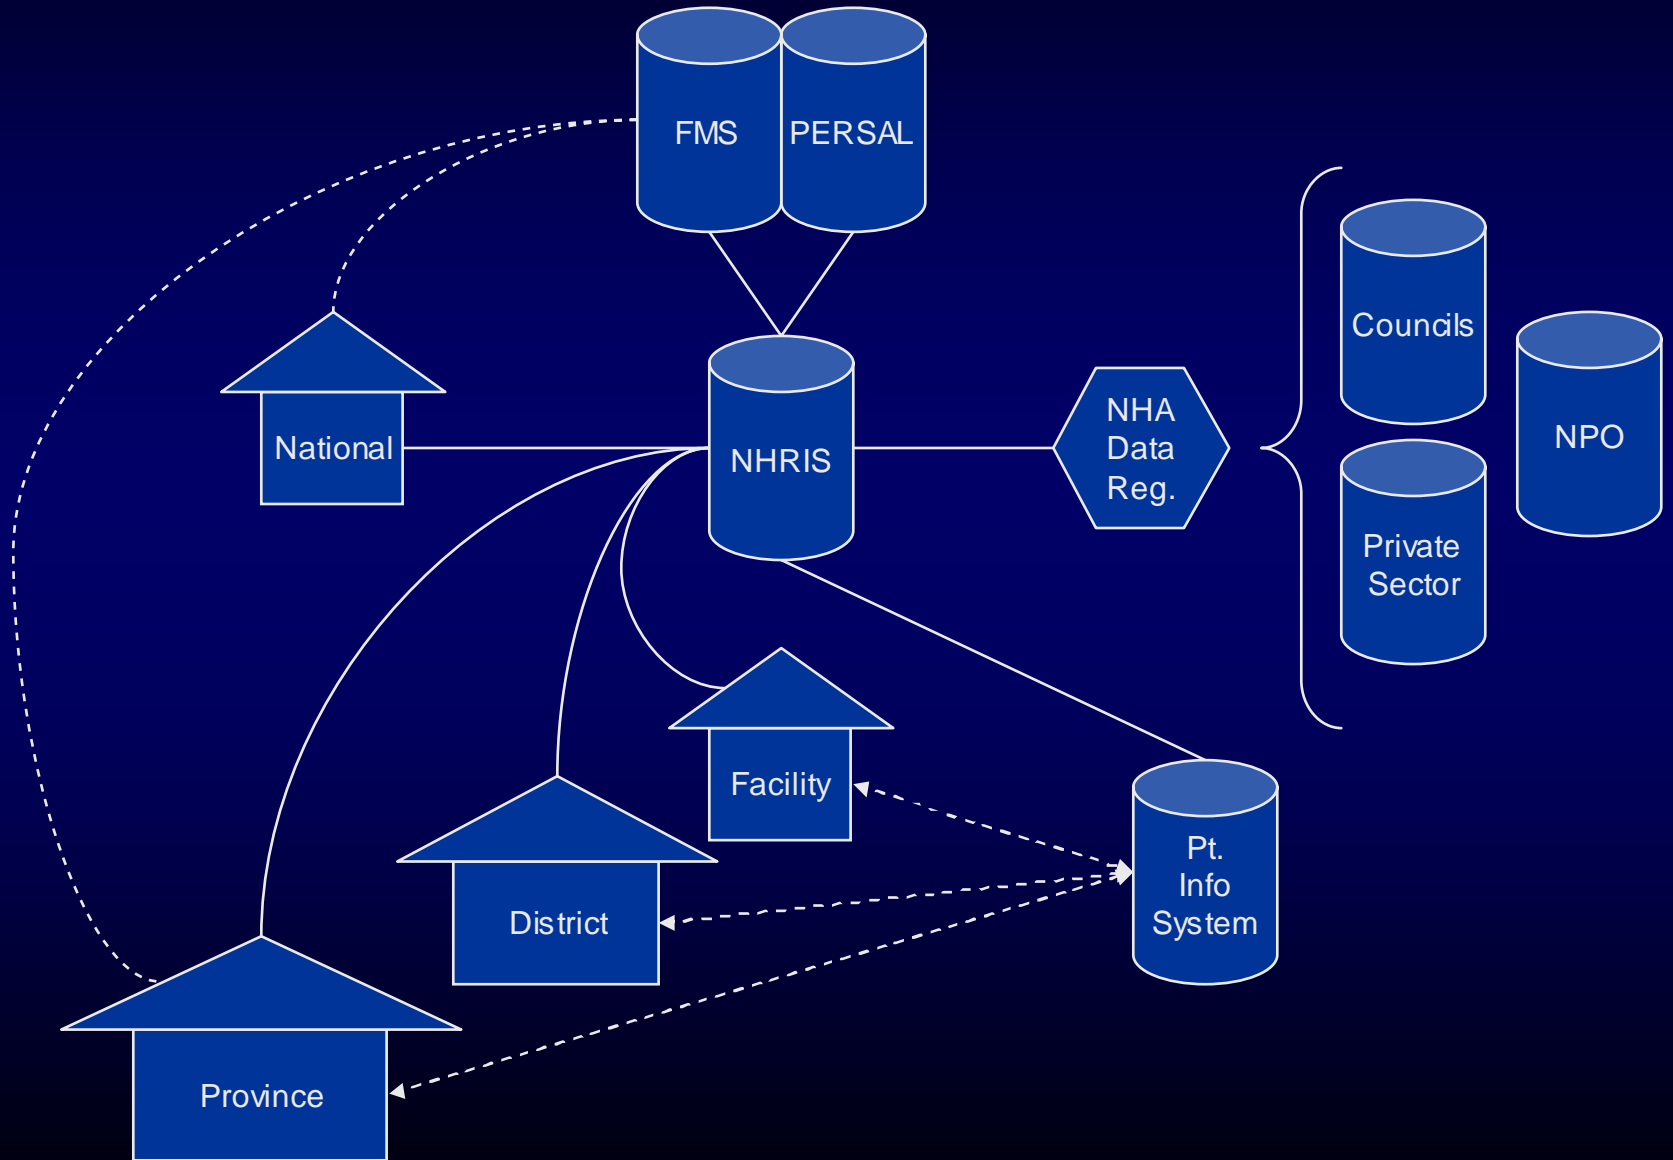 FMS
PERSAL
Councils
National
NHRIS
NHA
Data
Reg.
NPO
Private
Sector
Facility
District
Pt.
Info
System
Province